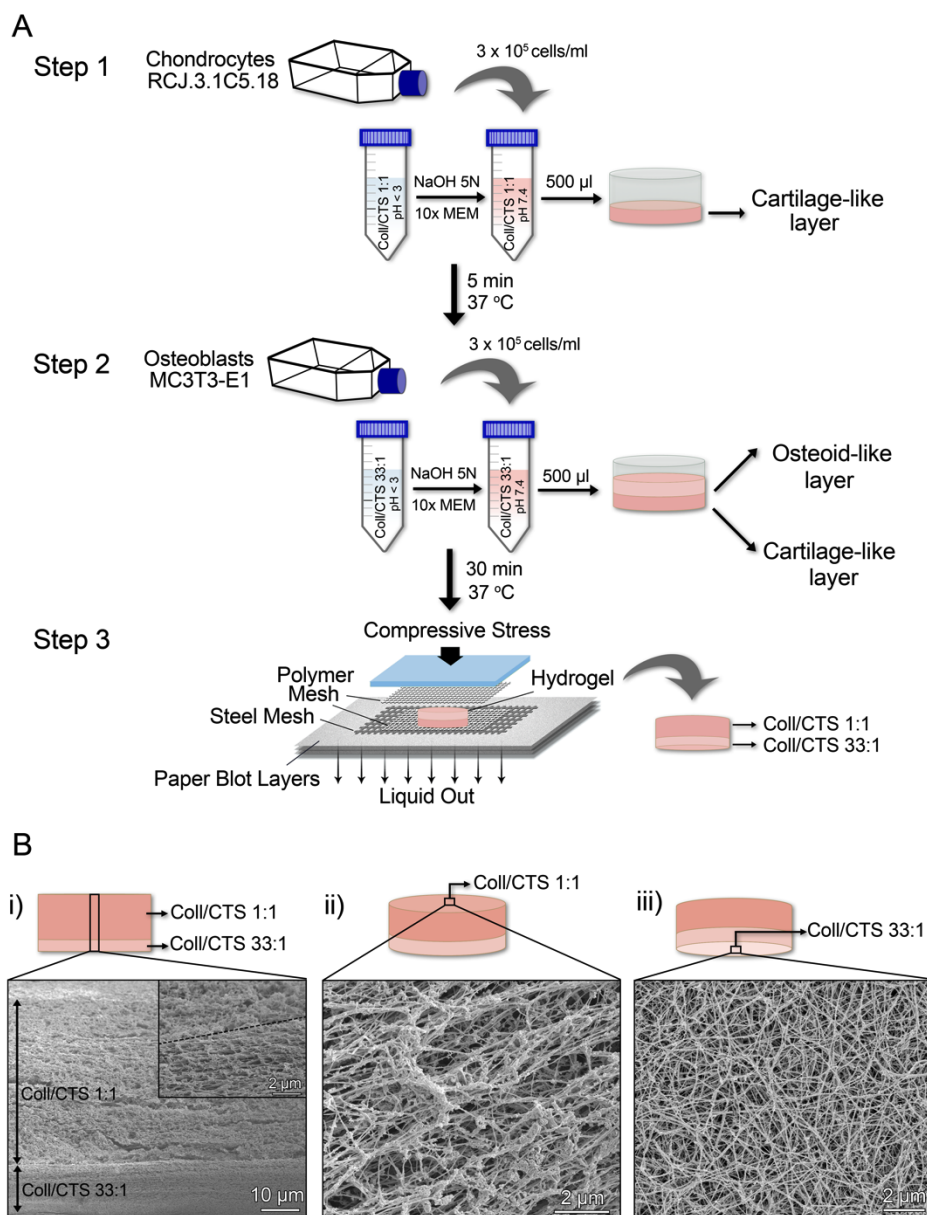 A
Step 1
Chondrocytes
RCJ.3.1C5.18
3 x 10⁵ cells/ml
Coll/CTS 1:1
pH < 3
NaOH 5N
10x MEM
Coll/CTS 1:1
pH 7.4
500 µl
Cartilage-like
layer
5 min
37 ºC
Step 2
Osteoblasts
MC3T3-E1
3 x 10⁵ cells/ml
Coll/CTS 33:1
pH < 3
NaOH 5N
10x MEM
Coll/CTS 33:1
pH 7.4
500 µl
Osteoid-like
layer
Cartilage-like
layer
30 min
37 ºC
Step 3
Compressive Stress
Polymer
Mesh
Hydrogel
Steel Mesh
Paper Blot Layers
Liquid Out
Coll/CTS 1:1
Coll/CTS 33:1
B
i)
Coll/CTS 1:1
Coll/CTS 33:1
Coll/CTS 1:1
Coll/CTS 33:1
2 µm
10 µm
ii)
Coll/CTS 1:1
2 µm
iii)
Coll/CTS 33:1
2 µm